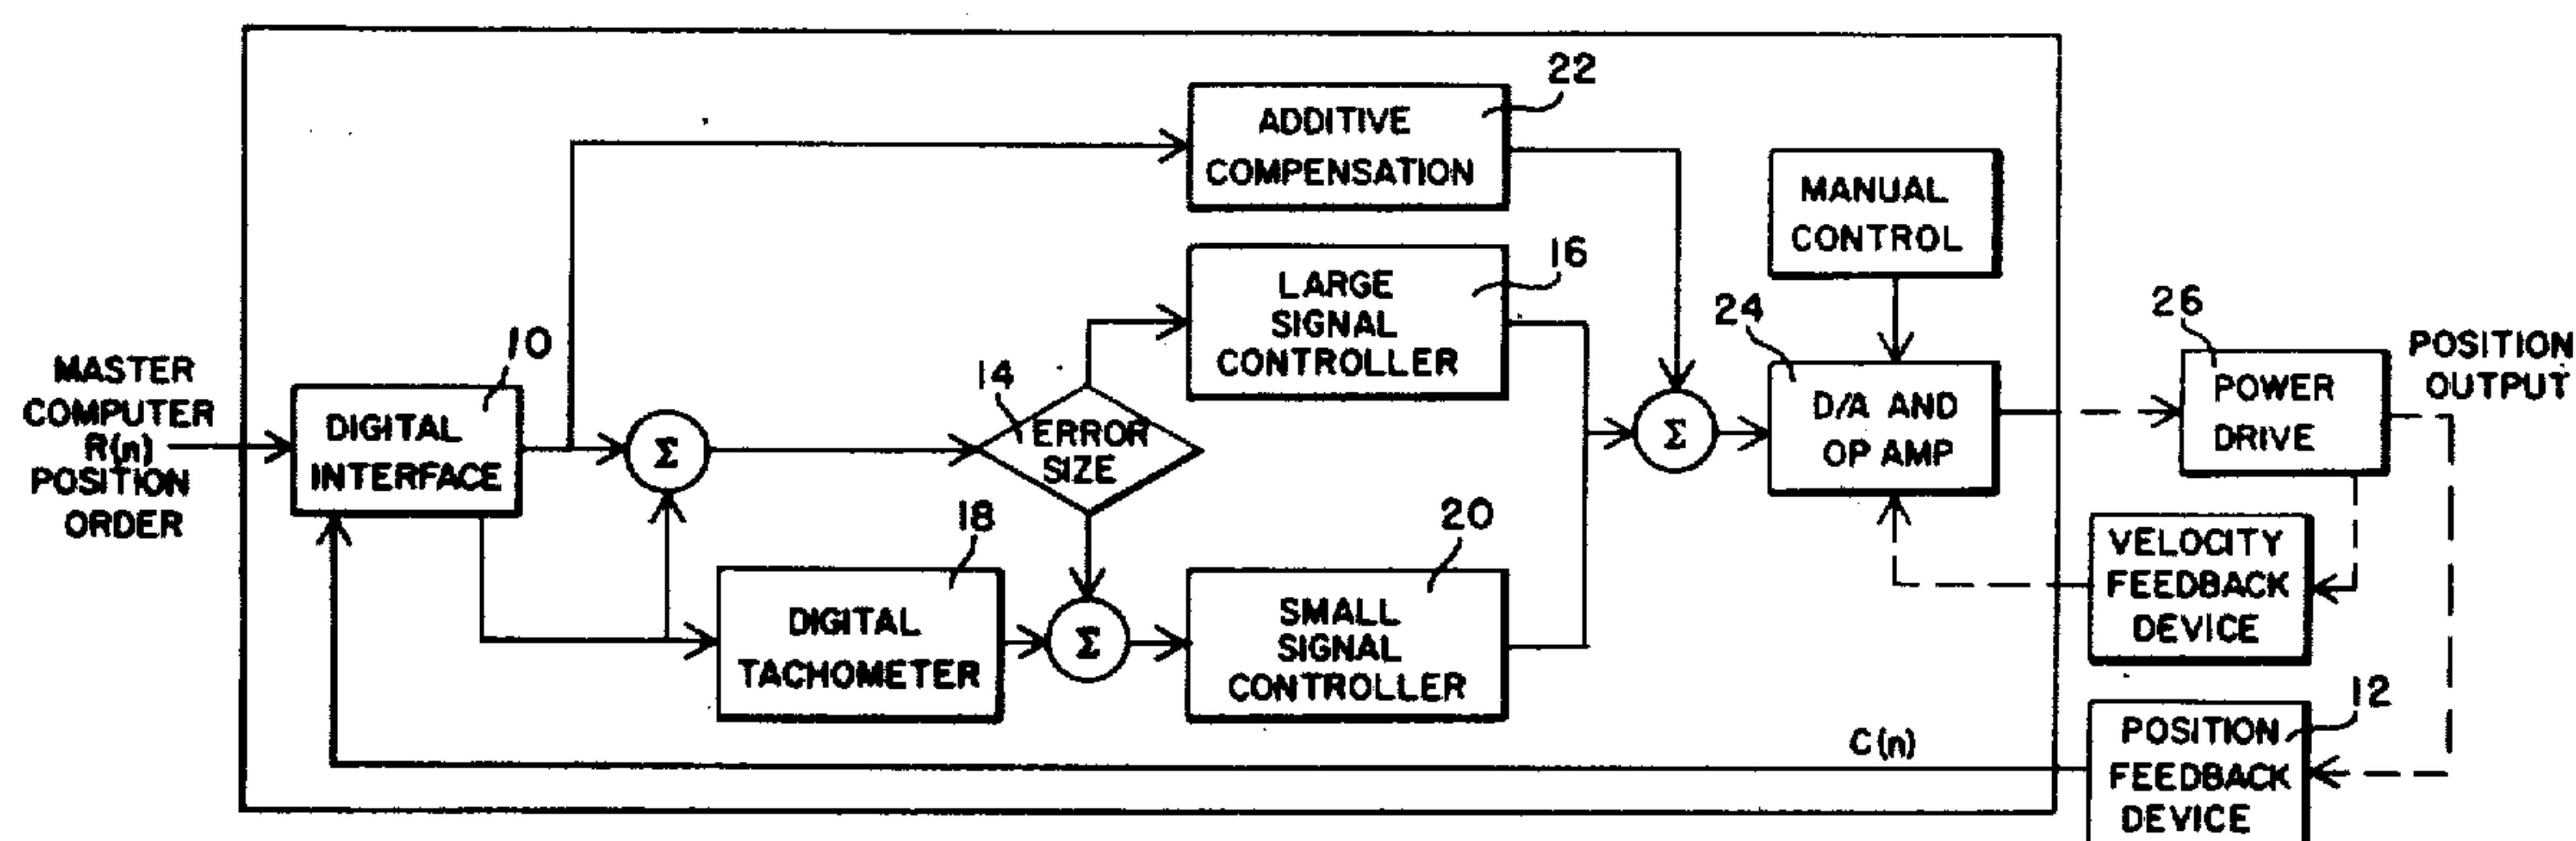 22
ADDITIVE
COMPENSATION
MANUAL
CONTROL
16
LARGE
SIGNAL
CONTROLLER
24
26
10
14
MASTER
COMPUTER
R(n)
POSITION
ORDER
DIGITAL
INTERFACE
Σ
ERROR
SIZE
Σ
D/A AND
OP AMP
POWER
DRIVE
POSITION
OUTPUT
18
20
DIGITAL
TACHOMETER
Σ
SMALL
SIGNAL
CONTROLLER
VELOCITY
FEEDBACK
DEVICE
12
C(n)
POSITION
FEEDBACK
DEVICE